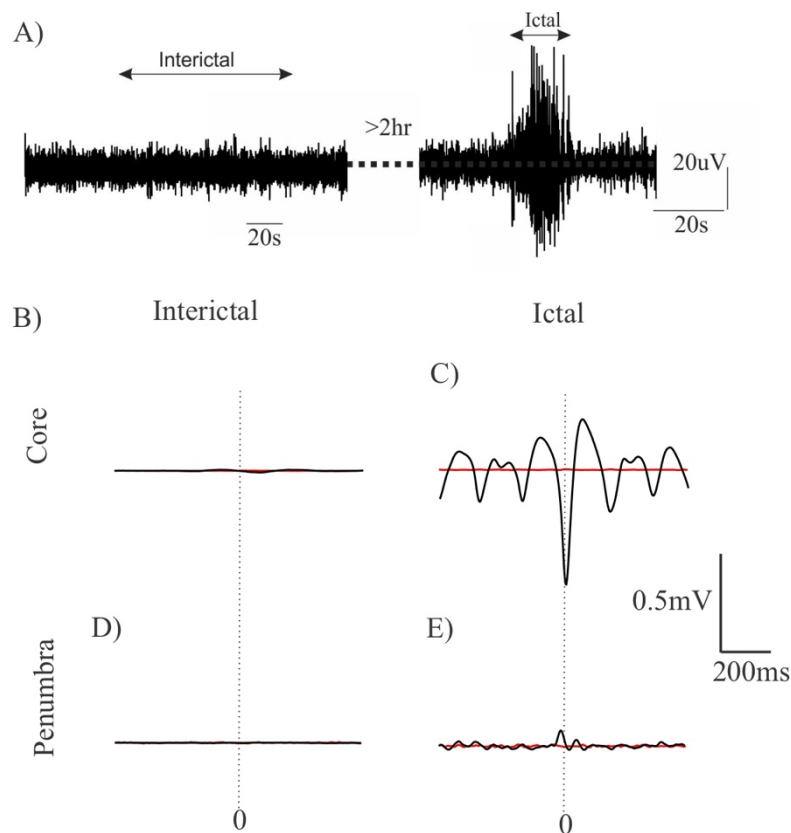 A)
Interictal
Ictal
>2hr
20uV
20s
20s
B)
Interictal
Ictal
C)
Core
0.5mV
200ms
D)
E)
Penumbra
0
0